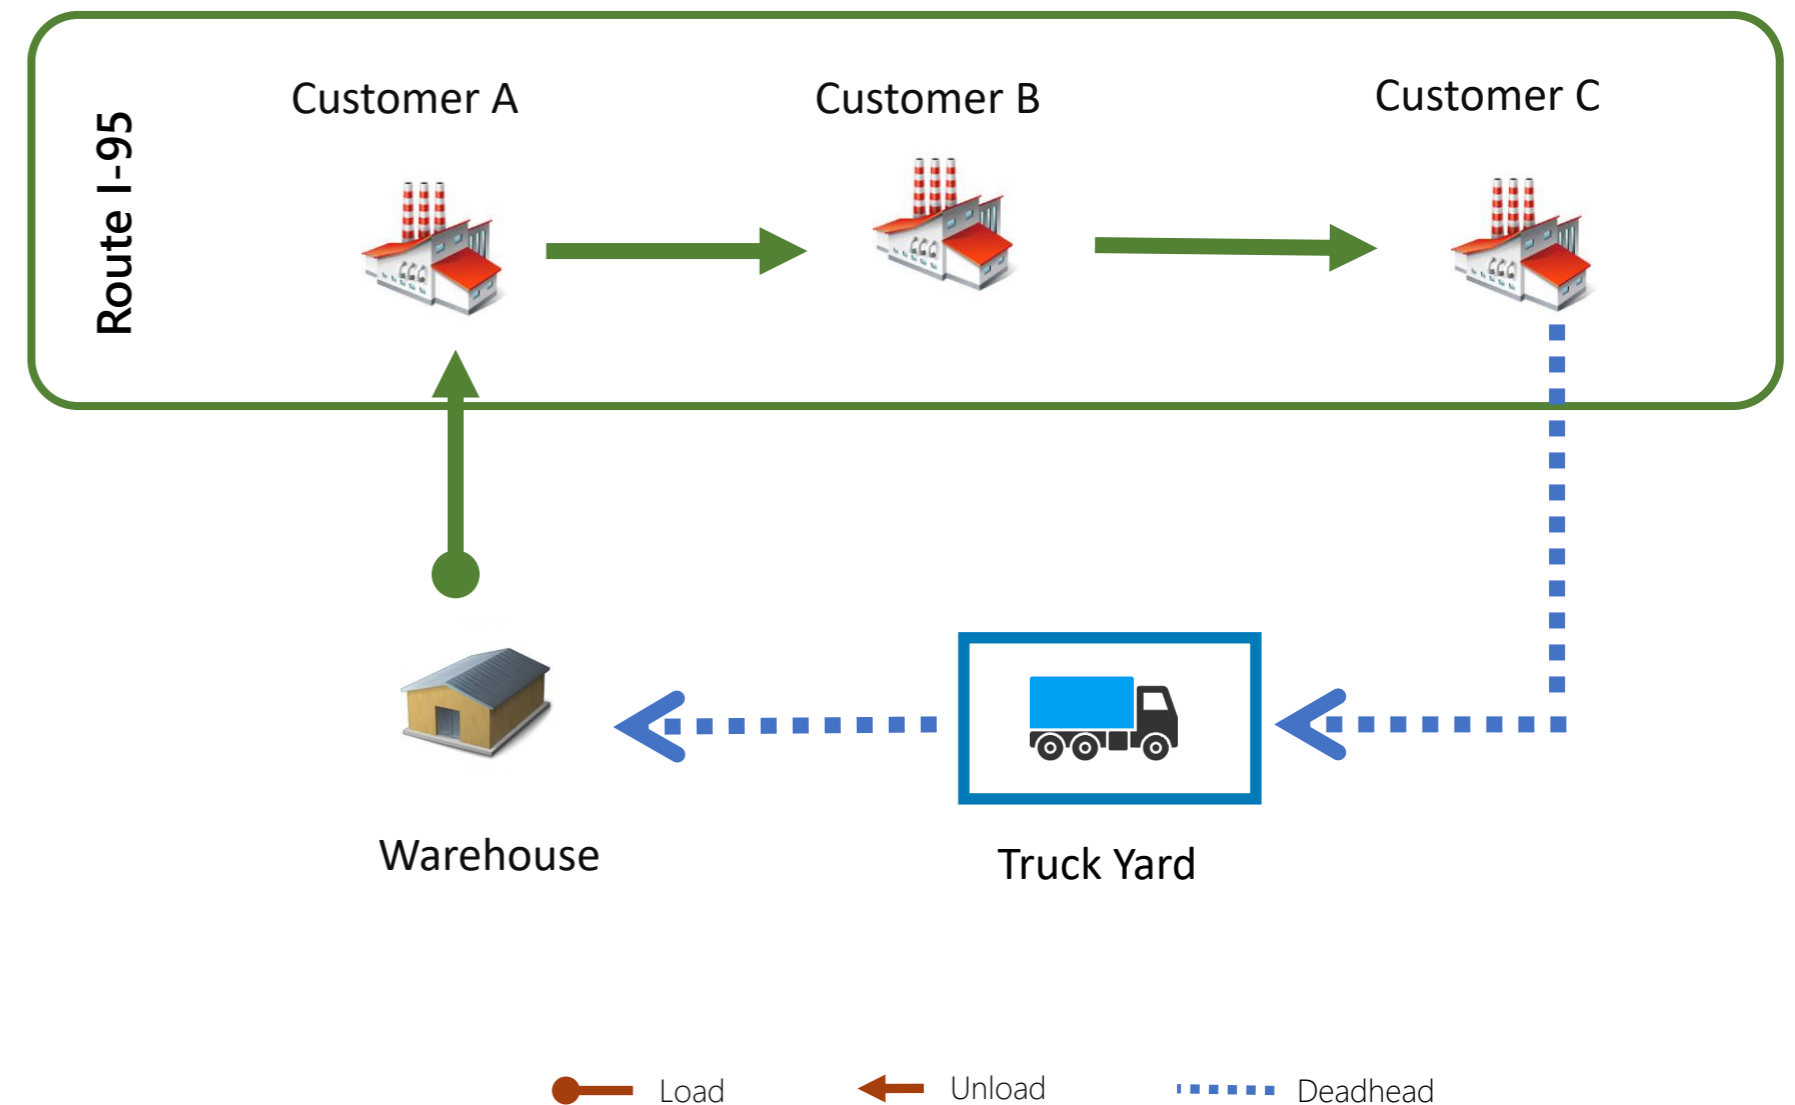 Route I-95
Customer A
Customer B
Customer C
Warehouse
Truck Yard
Load
Unload
Deadhead